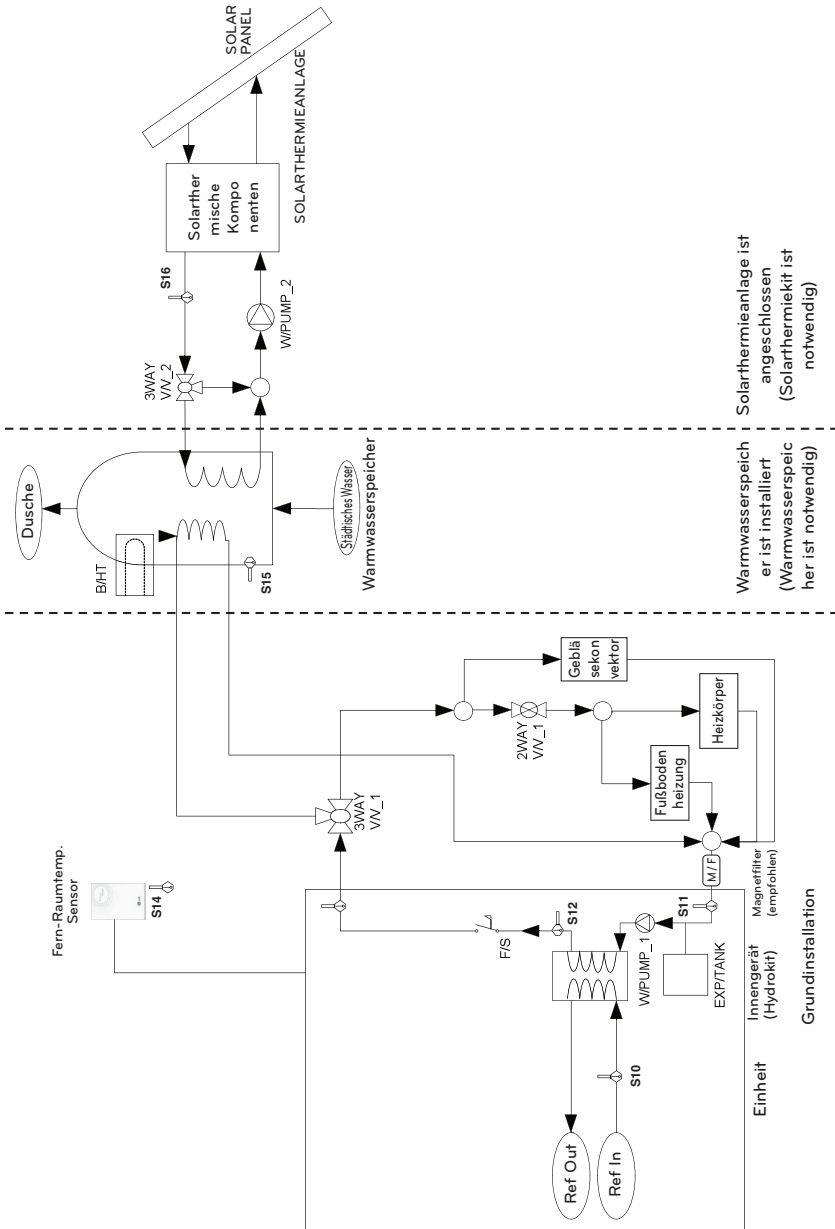 Fern-Raumtemp.
Sensor
S14
Dusche
B/HT
S15
Städtisches Wasser
Warmwasserspeicher
3WAY
V/V_2
S16
W/PUMP_2
Solarther
mische
Kompo
nenten
SOLAR
PANEL
SOLARTHERMIEANLAGE
3WAY
V/V_1
2WAY
V/V_1
Geblä
sekon
vektor
Heizkörper
Fußboden
heizung
M / F
Magnetfilter
(empfohlen)
F/S
S12
S11
W/PUMP_1
EXP/TANK
S10
Ref Out
Ref In
Einheit
Innengerät
(Hydrokit)
Grundinstallation
Warmwasserspeich
er ist installiert
(Warmwasserspeic
her ist notwendig)
Solarthermieanlage ist
angeschlossen
(Solarthermiekit ist
notwendig)